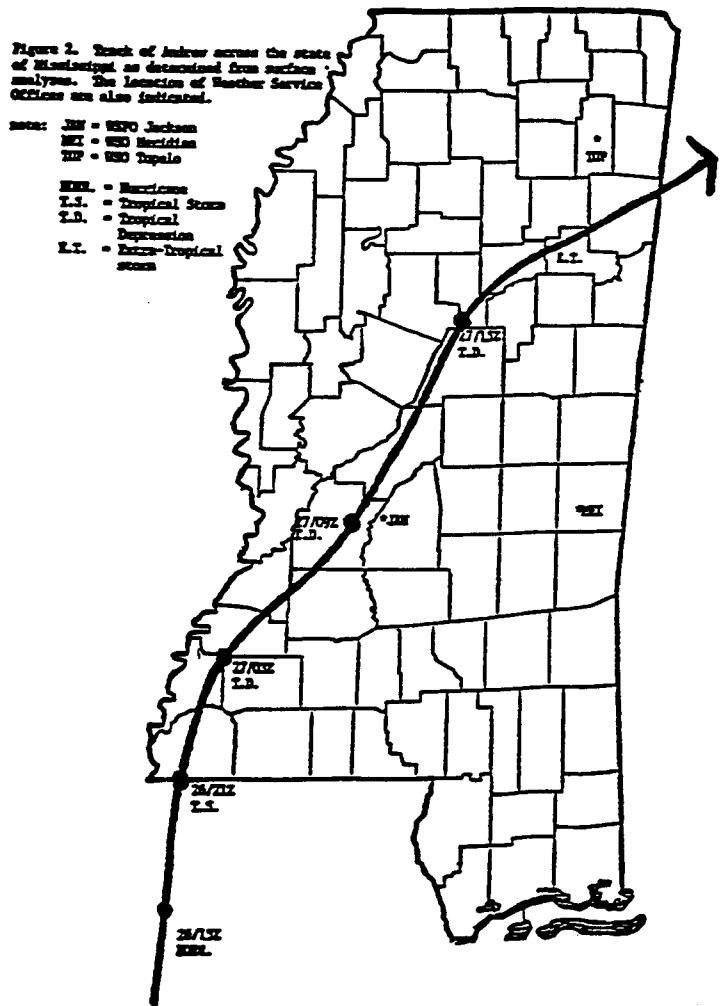 Figure 2. Track of Andrew across the state
of Mississippi as determined from surface
analyses. The location of Weather Service
Offices are also indicated.
note: JAN = WSFO Jackson
MEI = WSO Meridian
TUP = WSO Tupelo
HURR. = Hurricane
T.S. = Tropical Storm
T.D. = Tropical
Depression
E.T. = Extra-Tropical
storm
*
TUP
E.T.
27/15Z
T.D.
27/09Z
T.D.
*JAN
*MEI
27/03Z
T.D.
26/21Z
T.S.
26/15Z
HURR.